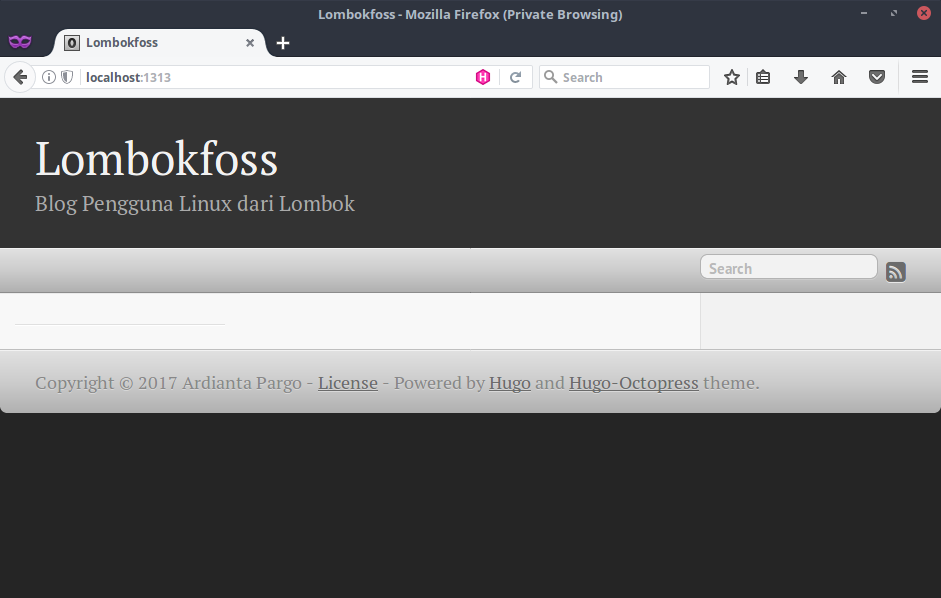 Lombokfoss - Mozilla Firefox (Private Browsing)
Lombokfoss
localhost:1313
Search
Lombokfoss
Blog Pengguna Linux dari Lombok
Search
Copyright © 2017 Ardianta Pargo - License - Powered by Hugo and Hugo-Octopress theme.